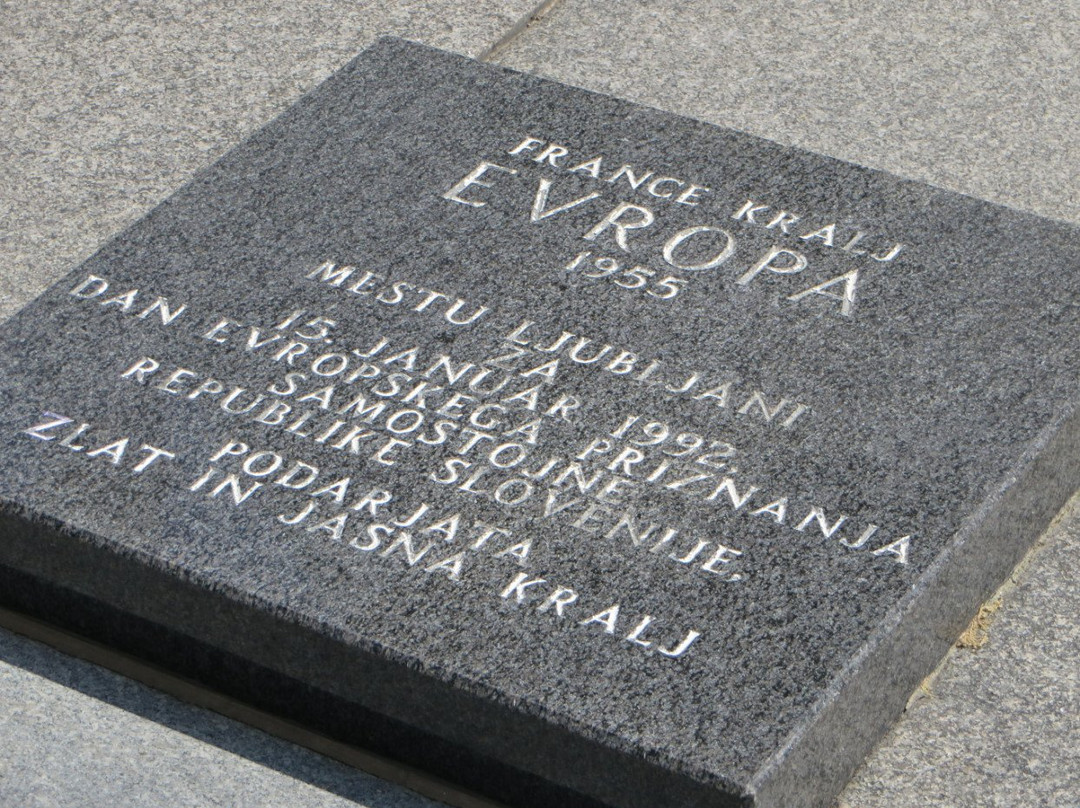 FRANCE KRALJ
EVROPA
1955
MESTU LJUBLJANI
ZA
15. JANUAR 1992,
DAN EVROPSKEGA PRIZNANJA
SAMOSTOJNE
REPUBLIKE SLOVENIJE,
PODARJATA
ZLAT IN JASNA KRALJ